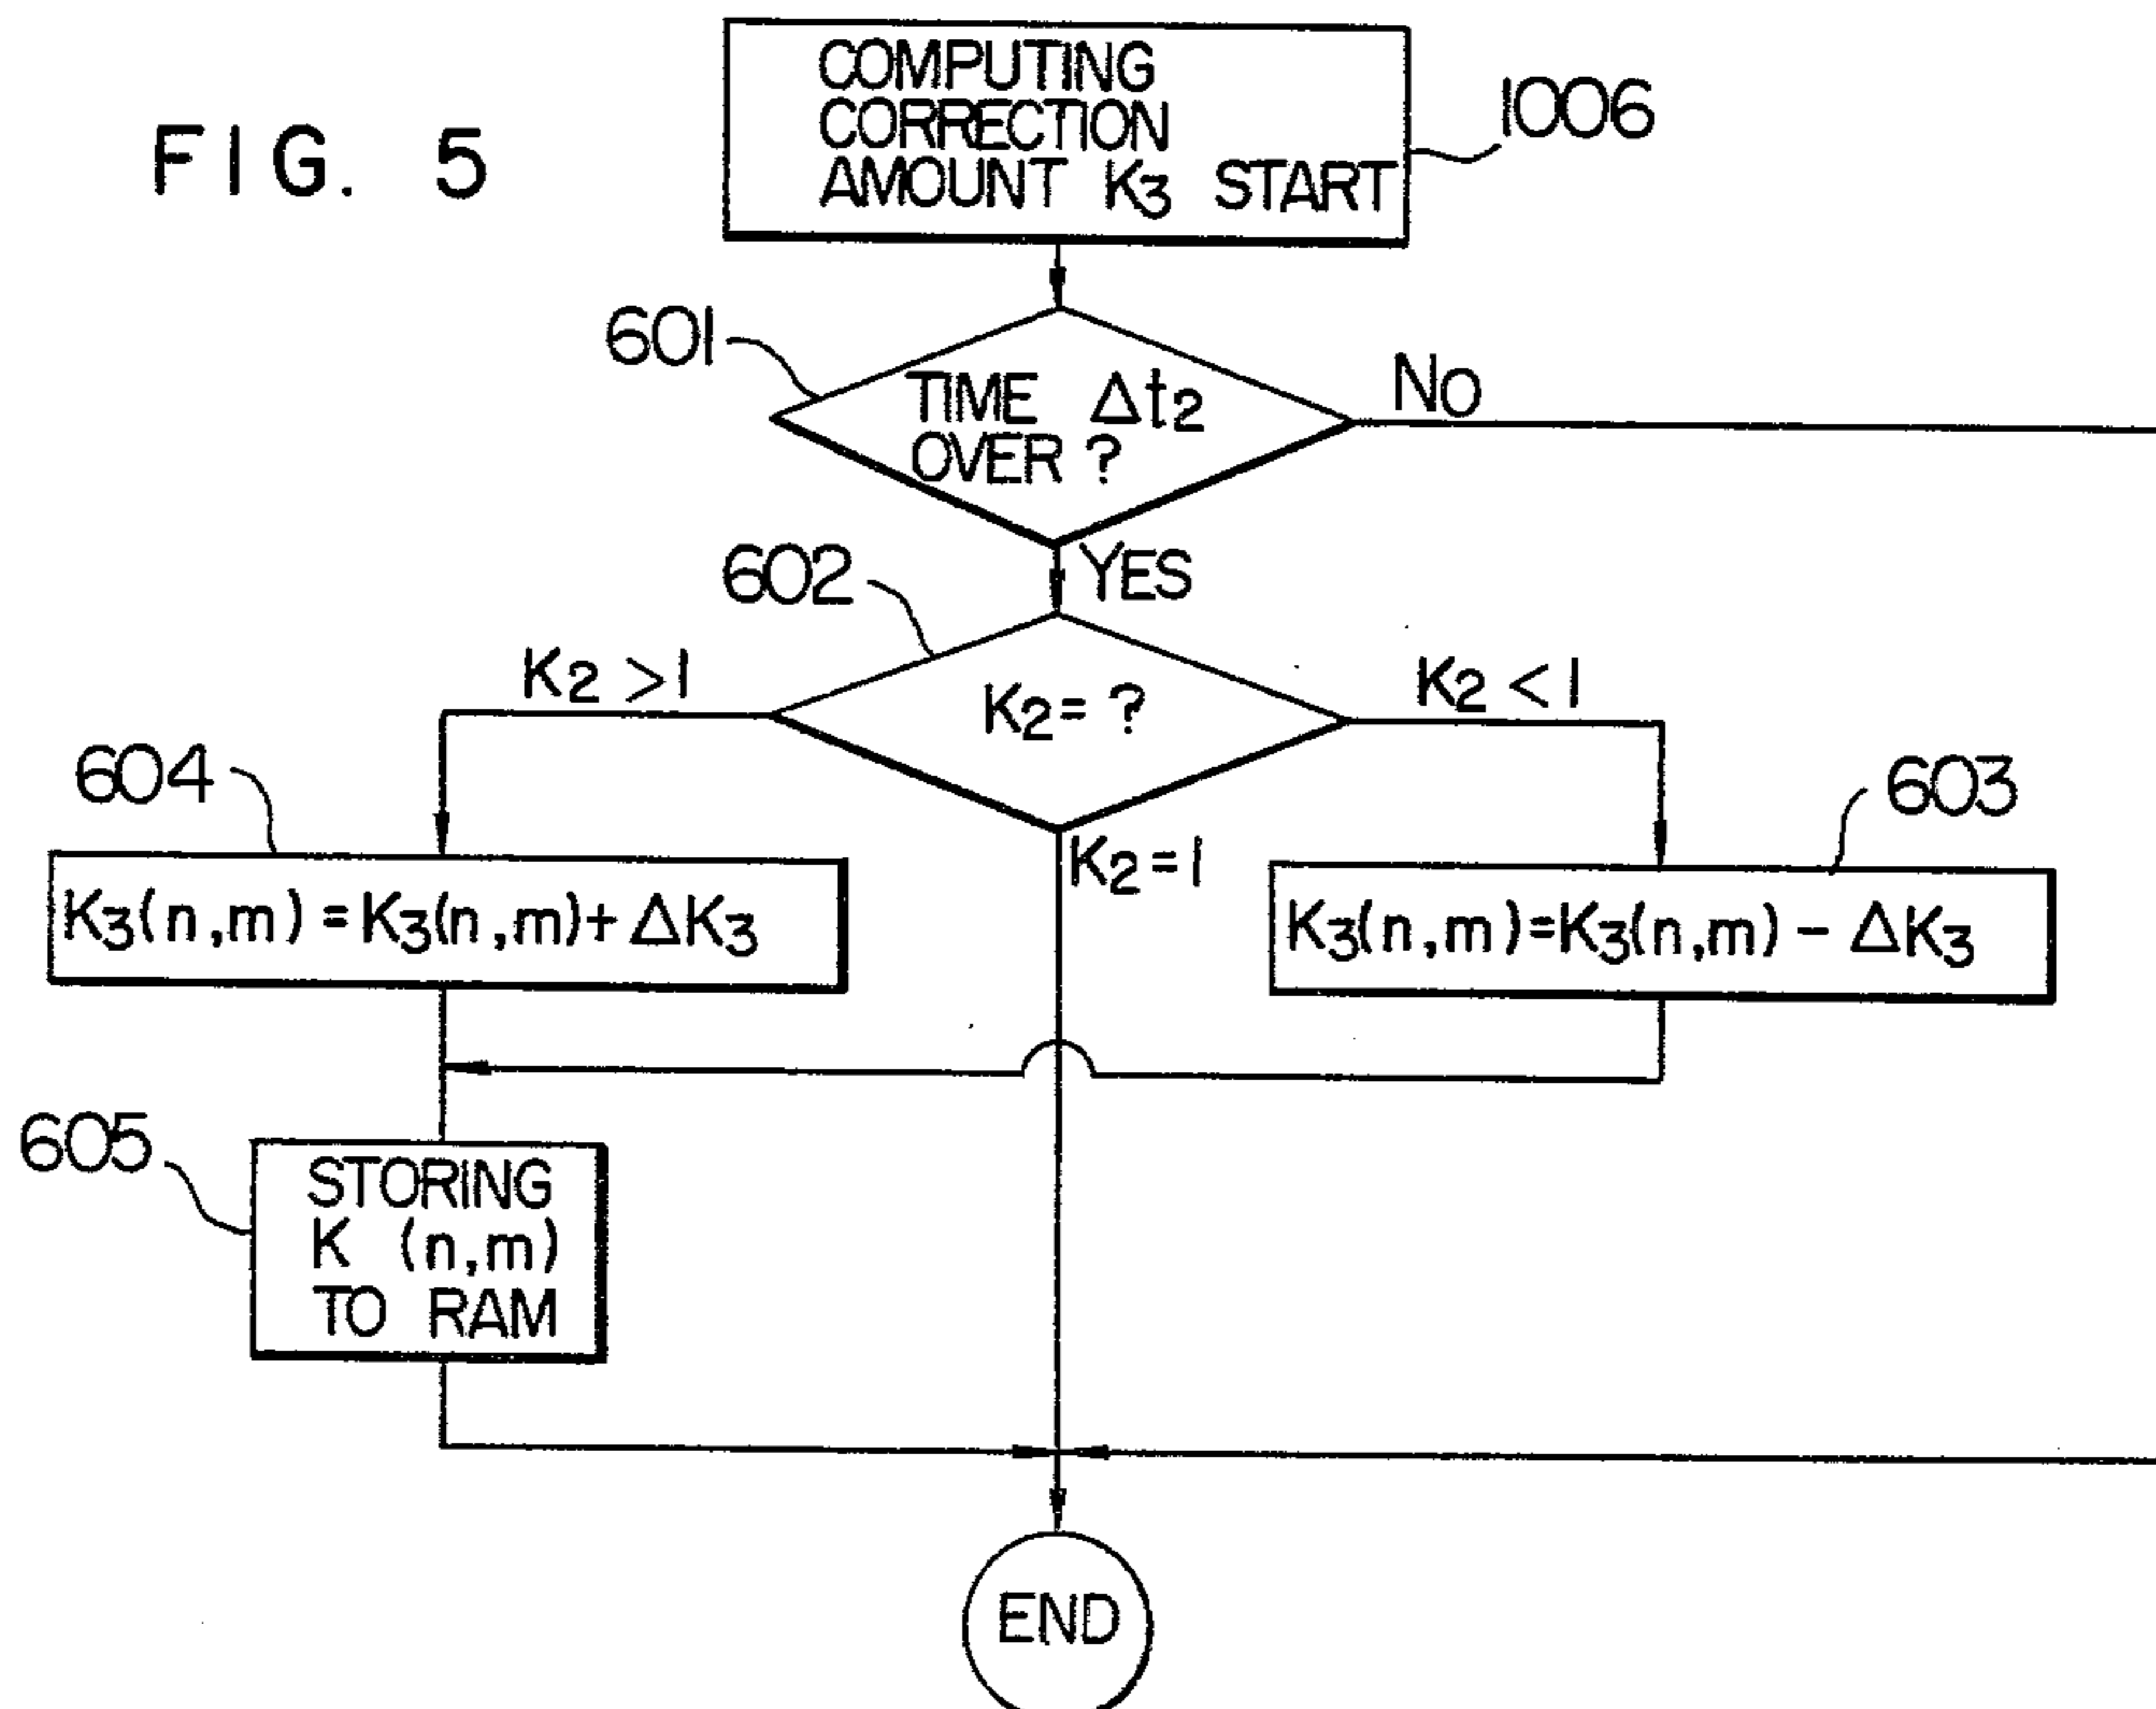 FIG. 5
COMPUTING
CORRECTION
AMOUNT K3 START
1006
601
TIME Δt2
OVER ?
NO
YES
602
K2 >1
K2= ?
K2 < 1
604
603
K2=1
K3(n,m)=K3(n,m)+ΔK3
K3(n,m)=K3(n,m)-ΔK3
605
STORING
K (n,m)
TO RAM
END